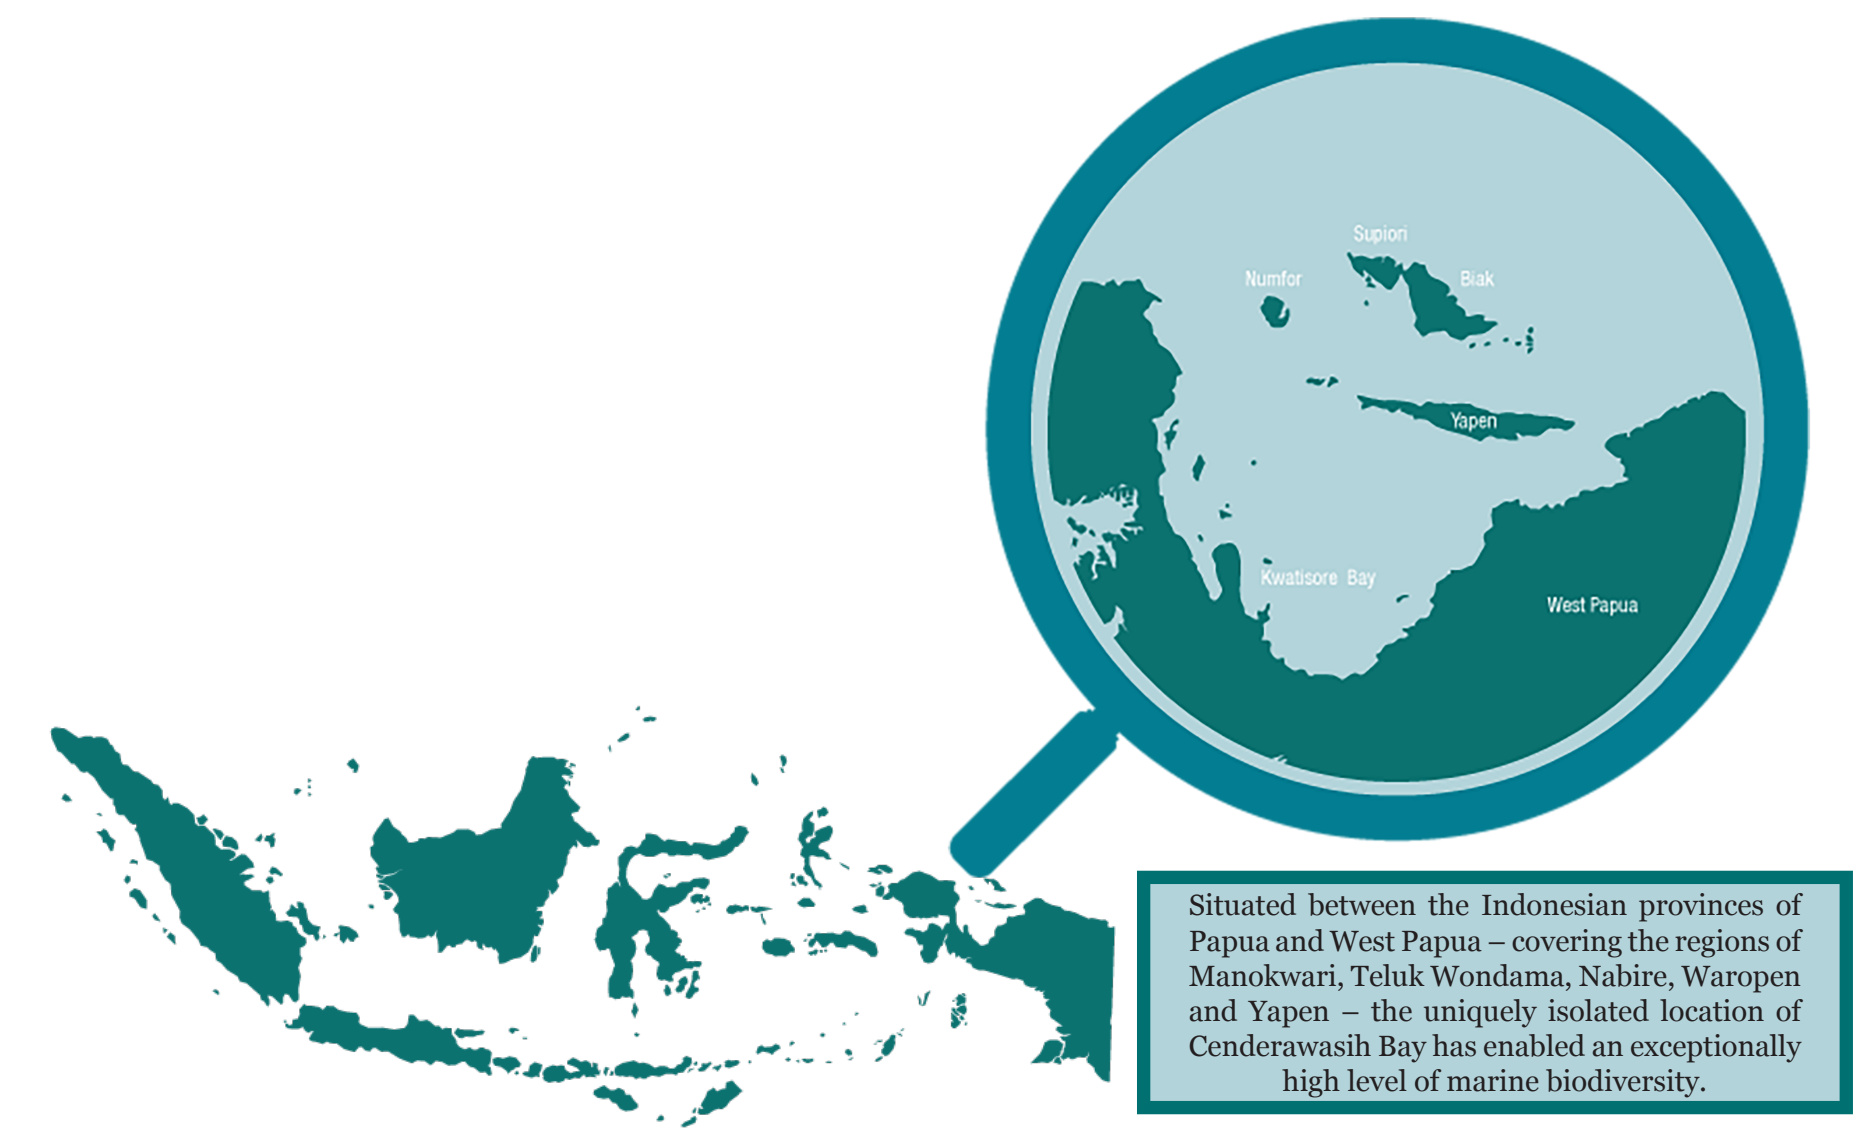 Supiori
Numfor
Biak
Yapen
Kwatisore Bay
West Papua
Situated between the Indonesian provinces of
Papua and West Papua – covering the regions of
Manokwari, Teluk Wondama, Nabire, Waropen
and Yapen – the uniquely isolated location of
Cenderawasih Bay has enabled an exceptionally
high level of marine biodiversity.